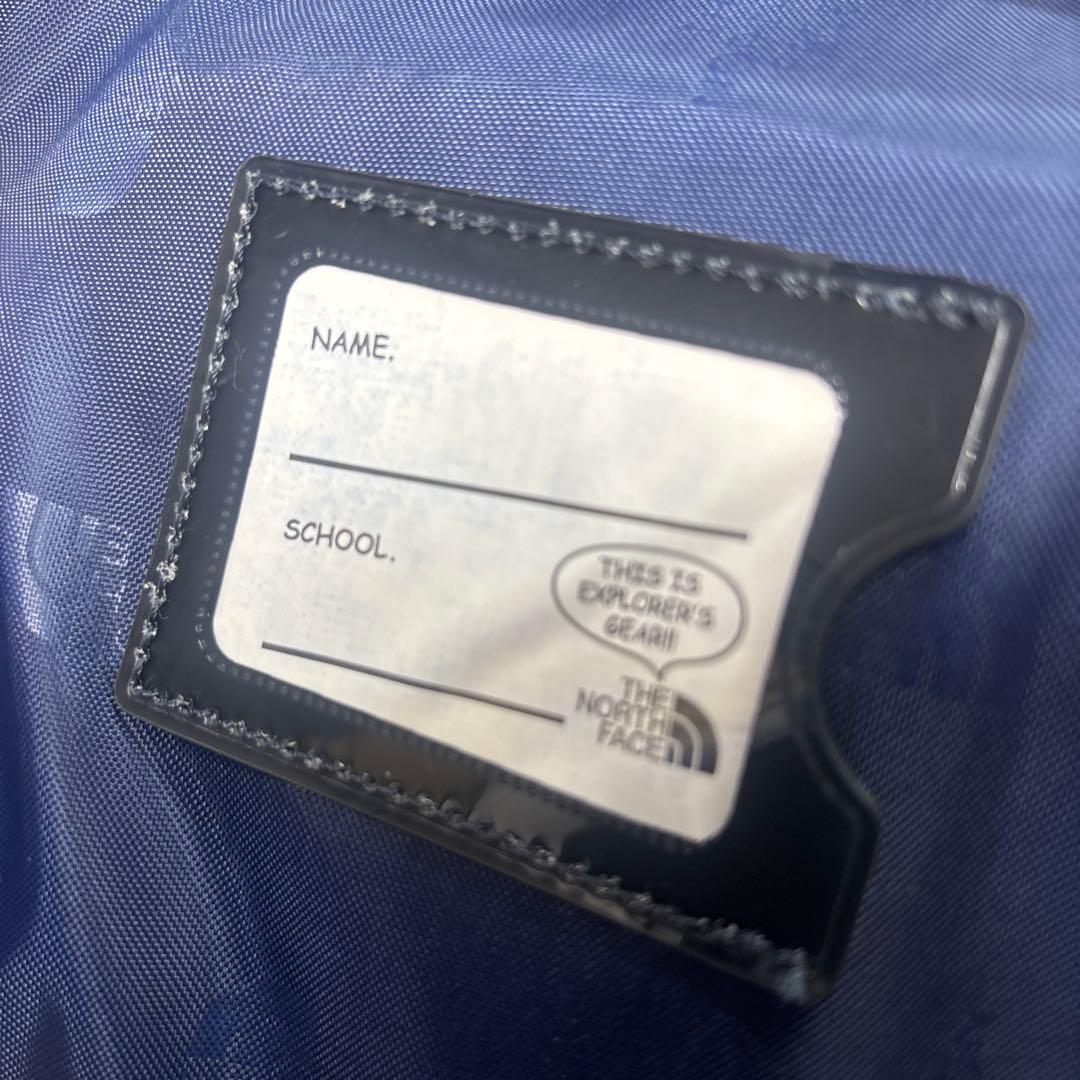 NAME.
SCHOOL.
THIS IS
EXPLORER'S
GEAR!!
THE
NORTH
FACE